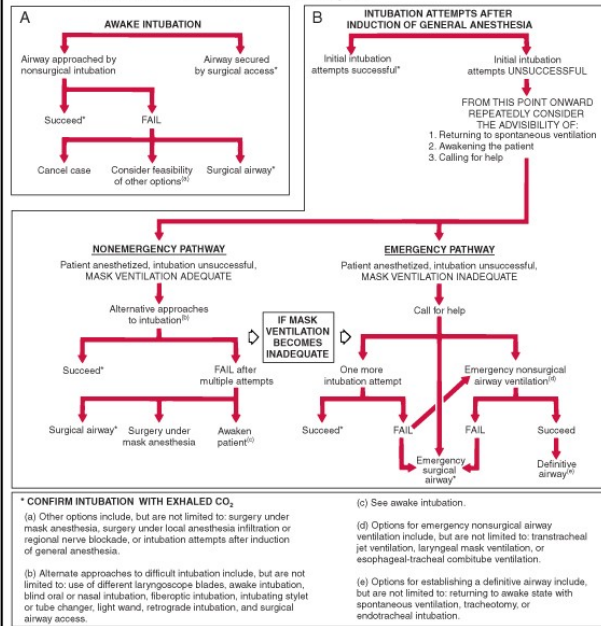 A
AWAKE INTUBATION
Airway approached by
nonsurgical intubation
Airway secured
by surgical access*
Succeed*
FAIL
Cancel case
Consider feasibility
of other options(a)
Surgical airway*
B
INTUBATION ATTEMPTS AFTER
INDUCTION OF GENERAL ANESTHESIA
Initial intubation
attempts successful*
Initial intubation
attempts UNSUCCESSFUL
FROM THIS POINT ONWARD
REPEATEDLY CONSIDER
THE ADVISIBILITY OF:
1. Returning to spontaneous ventilation
2. Awakening the patient
3. Calling for help
NONEMERGENCY PATHWAY
Patient anesthetized, intubation unsuccessful,
MASK VENTILATION ADEQUATE
Alternative approaches
to intubation(b)
Succeed*
FAIL after
multiple attempts
Surgical airway*
Surgery under
mask anesthesia
Awaken
patient(c)
IF MASK
VENTILATION
BECOMES
INADEQUATE
EMERGENCY PATHWAY
Patient anesthetized, intubation unsuccessful,
MASK VENTILATION INADEQUATE
Call for help
One more
intubation attempt
Emergency nonsurgical
airway ventilation(d)
Succeed*
FAIL
FAIL
Succeed
Emergency
surgical
airway*
Definitive
airway(e)
* CONFIRM INTUBATION WITH EXHALED CO2
(a) Other options include, but are not limited to: surgery under
mask anesthesia, surgery under local anesthesia infiltration or
regional nerve blockade, or intubation attempts after induction
of general anesthesia.
(b) Alternate approaches to difficult intubation include, but are not
limited to: use of different laryngoscope blades, awake intubation,
blind oral or nasal intubation, fiberoptic intubation, intubating stylet
or tube changer, light wand, retrograde intubation, and surgical
airway access.
(c) See awake intubation.
(d) Options for emergency nonsurgical airway
ventilation include, but are not limited to: transtracheal
jet ventilation, laryngeal mask ventilation, or
esophageal-tracheal combitube ventilation.
(e) Options for establishing a definitive airway include,
but are not limited to: returning to awake state with
spontaneous ventilation, tracheotomy, or
endotracheal intubation.